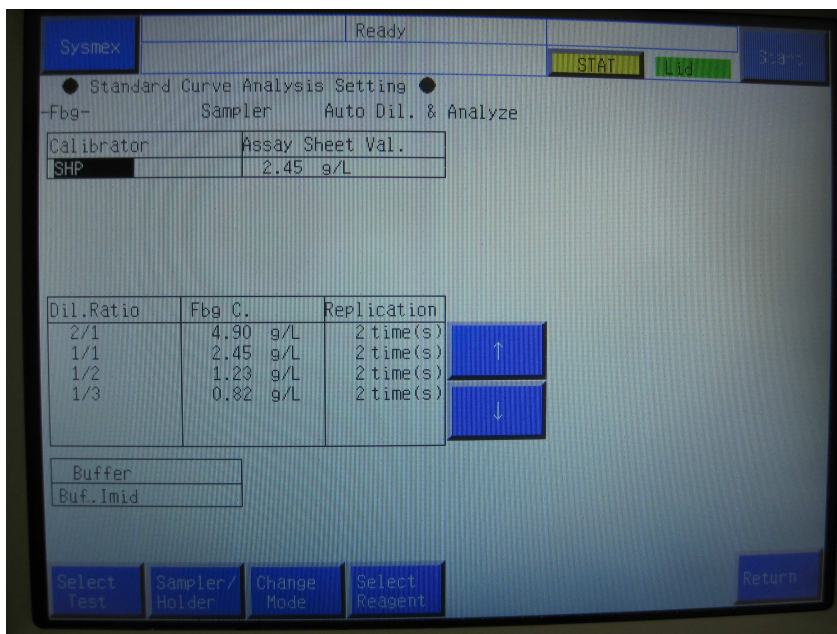 Ready
Sysmex
STAT Lid Start
● Standard Curve Analysis Setting ●
-Fbg- Sampler Auto Dil. & Analyze
Calibrator Assay Sheet Val.
SHP 2.45 g/L
Dil.Ratio Fbg C. Replication
2/1 4.90 g/L 2 time(s)
1/1 2.45 g/L 2 time(s)
1/2 1.23 g/L 2 time(s)
1/3 0.82 g/L 2 time(s)
↑
↓
Buffer
Buf.Imid
Select Test
Sampler/ Holder
Change Mode
Select Reagent
Return